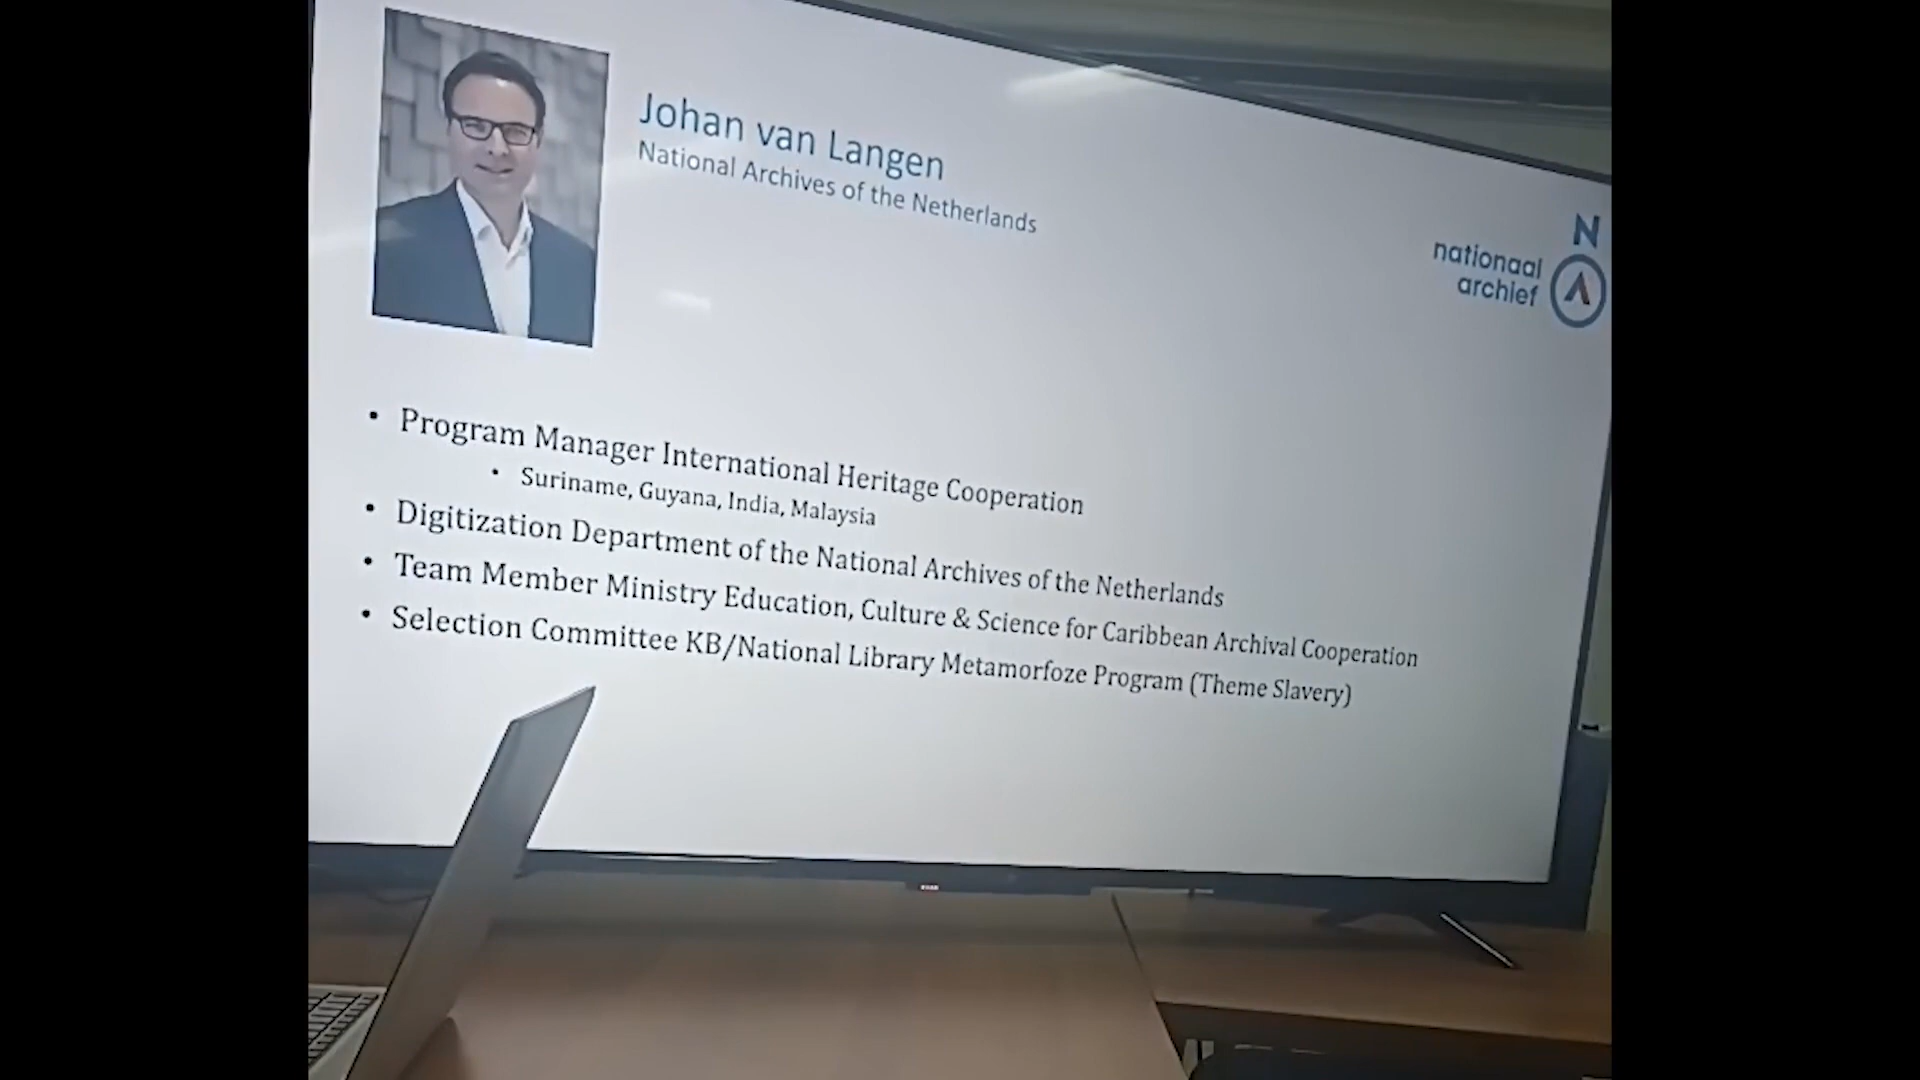 Johan van Langen
National Archives of the Netherlands
N
nationaal
archief
A
• Program Manager International Heritage Cooperation
• Suriname, Guyana, India, Malaysia
• Digitization Department of the National Archives of the Netherlands
• Team Member Ministry Education, Culture & Science for Caribbean Archival Cooperation
• Selection Committee KB/National Library Metamorfoze Program (Theme Slavery)